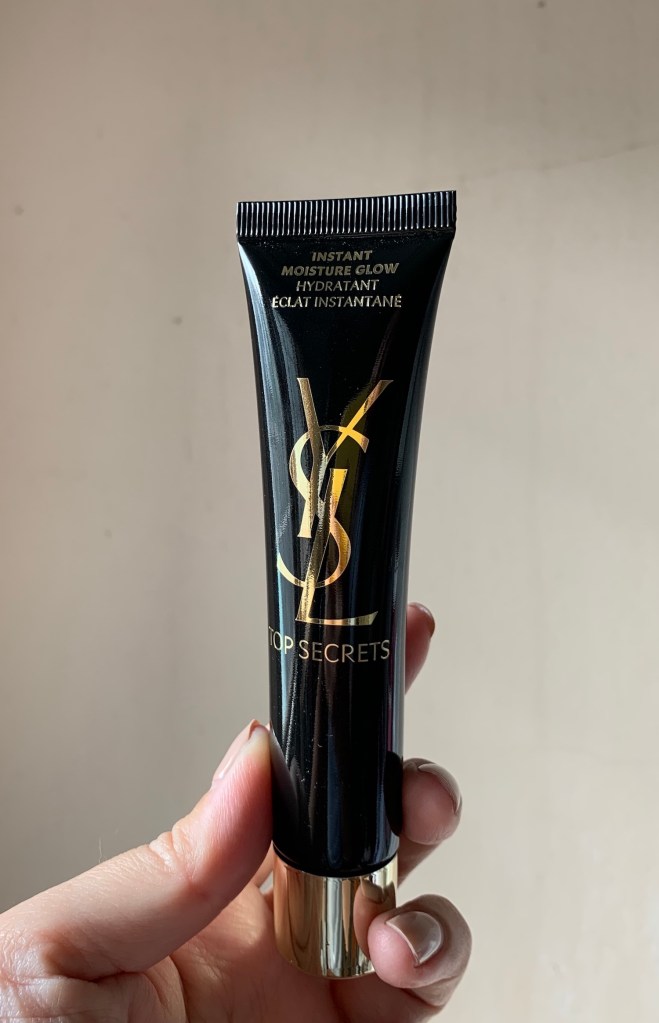 INSTANT
MOISTURE GLOW
HYDRATANT
ÉCLAT INSTANTANÉ
YSL
TOP SECRETS